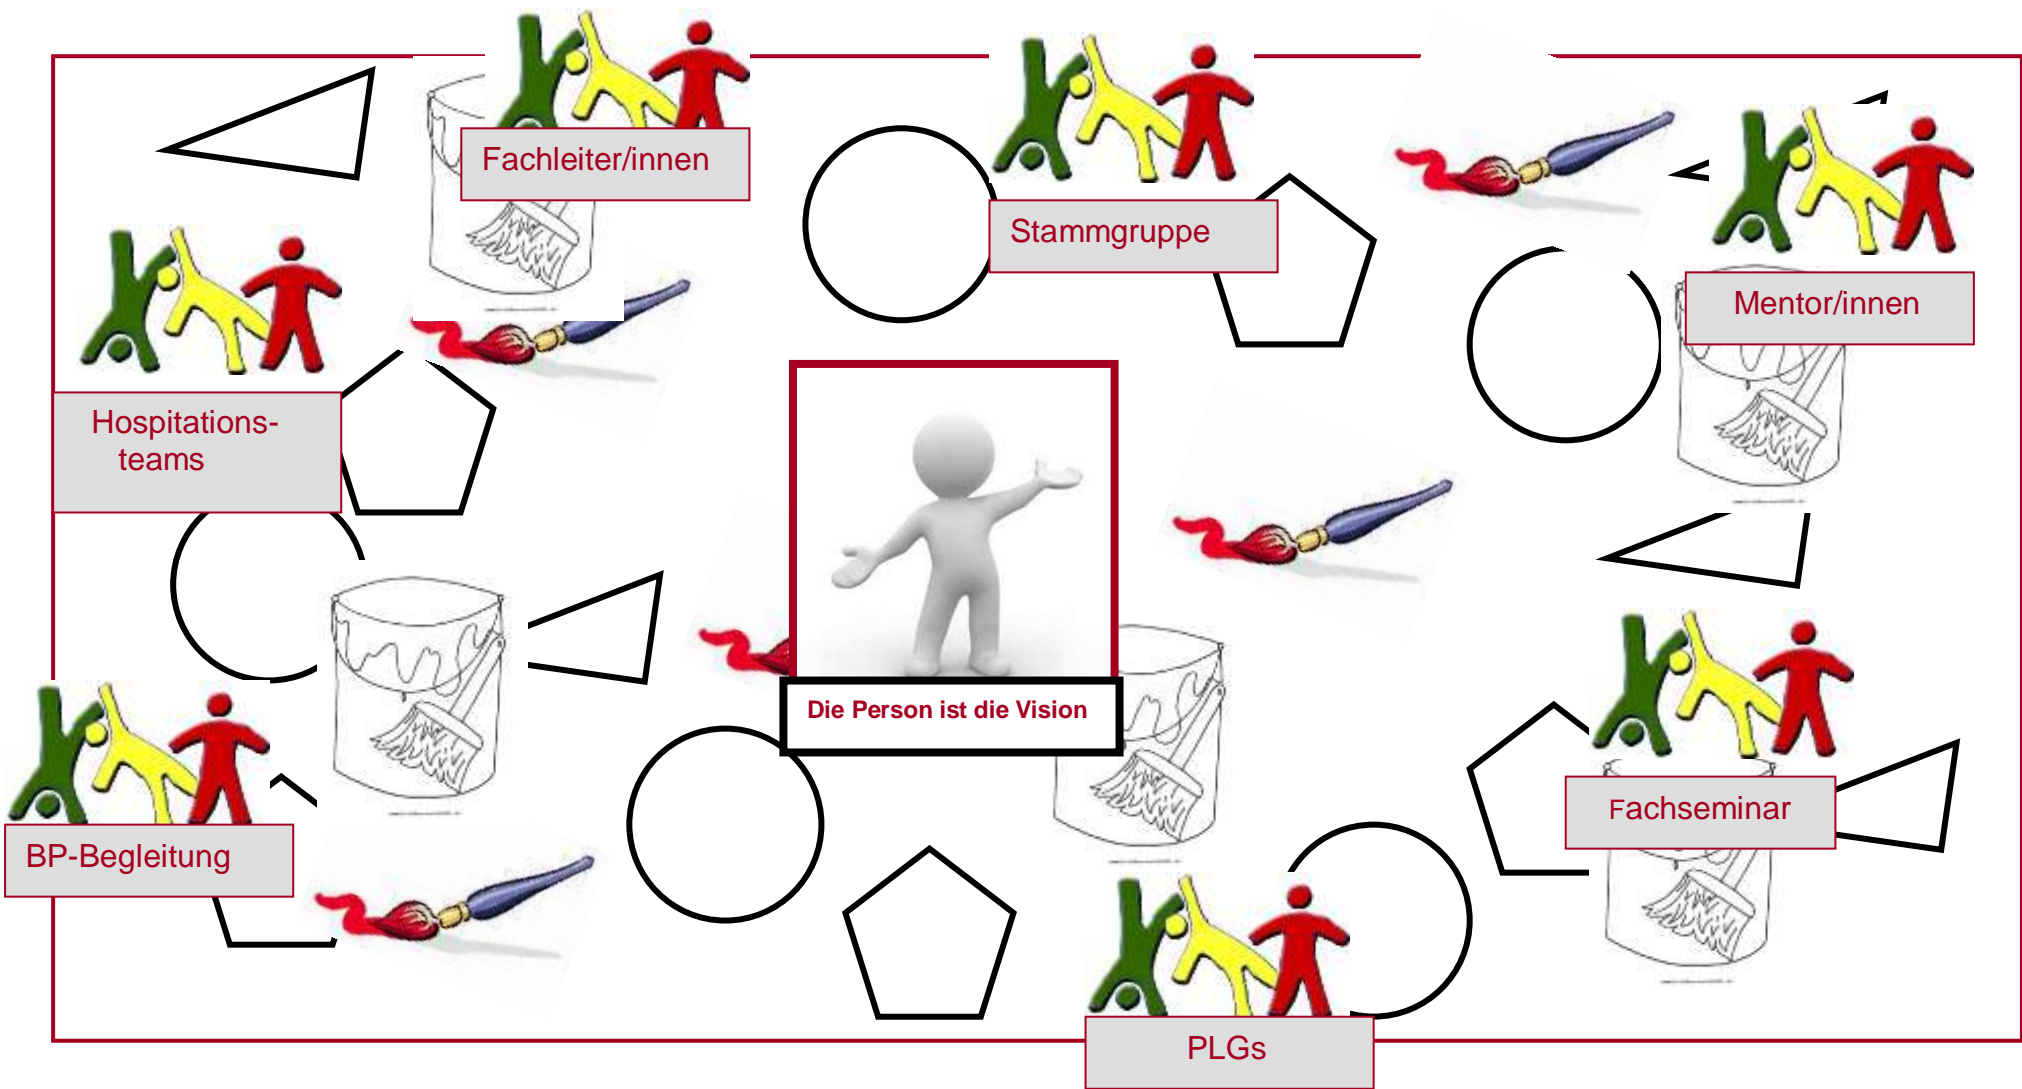 Fachleiter/innen
Stammgruppe
Mentor/innen
Hospitations-
teams
Die Person ist die Vision
Fachseminar
BP-Begleitung
PLGs